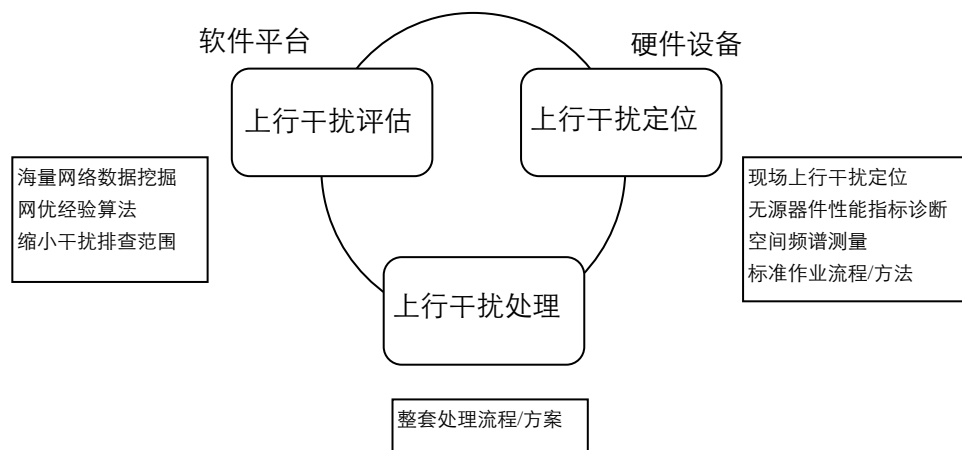 软件平台
硬件设备
上行干扰评估
上行干扰定位
海量网络数据挖掘
网优经验算法
缩小干扰排查范围
现场上行干扰定位
无源器件性能指标诊断
空间频谱测量
标准作业流程/方法
上行干扰处理
整套处理流程/方案